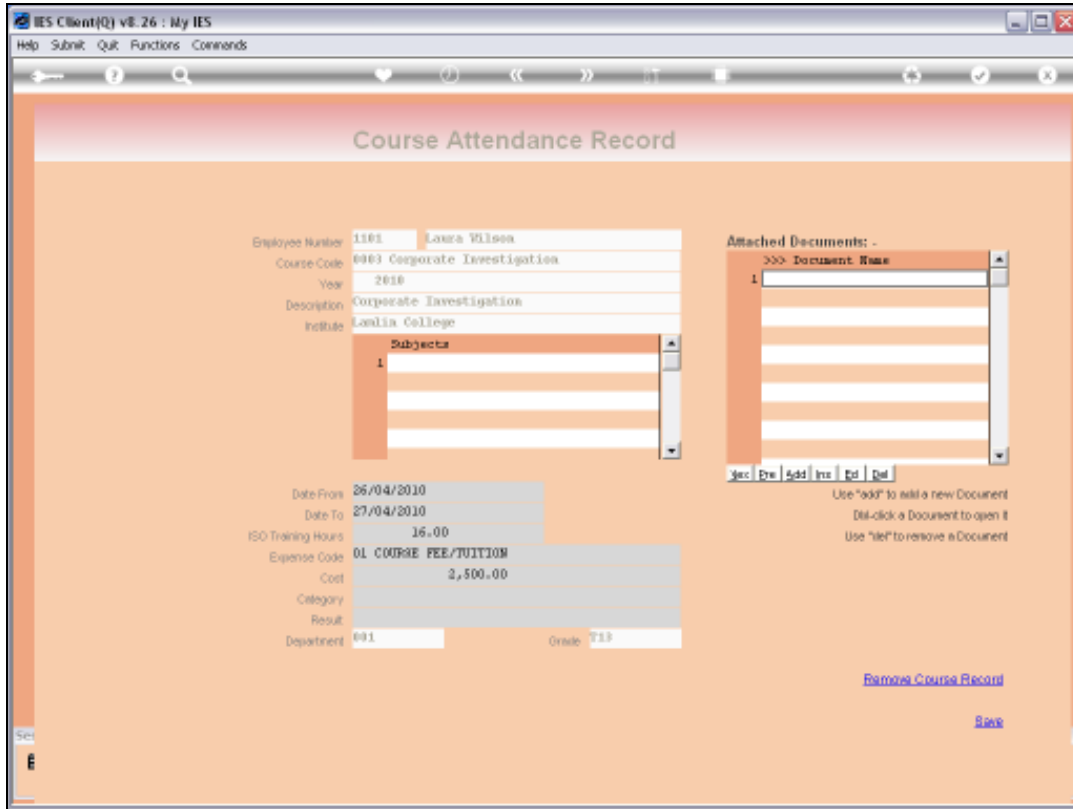 IES Client(Q) v8.26 : My IES
Help Submit Quit Functions Commands
Course Attendance Record
Employee Number 1101 Laura Wilson
Course Code 0003 Corporate Investigation
Year 2010
Description Corporate Investigation
Institute Lamlin College
Subjects
1
Attached Documents: -
>>> Document Name
1
Nex Pre Add Ins Ed Del
Use "add" to add a new Document
Dbl-click a Document to open it
Use "del" to remove a Document
Date From 26/04/2010
Date To 27/04/2010
ISO Training Hours 16.00
Expense Code 01 COURSE FEE/TUITION
Cost 2,500.00
Category
Result
Department 001 Grade T13
Remove Course Record
Save